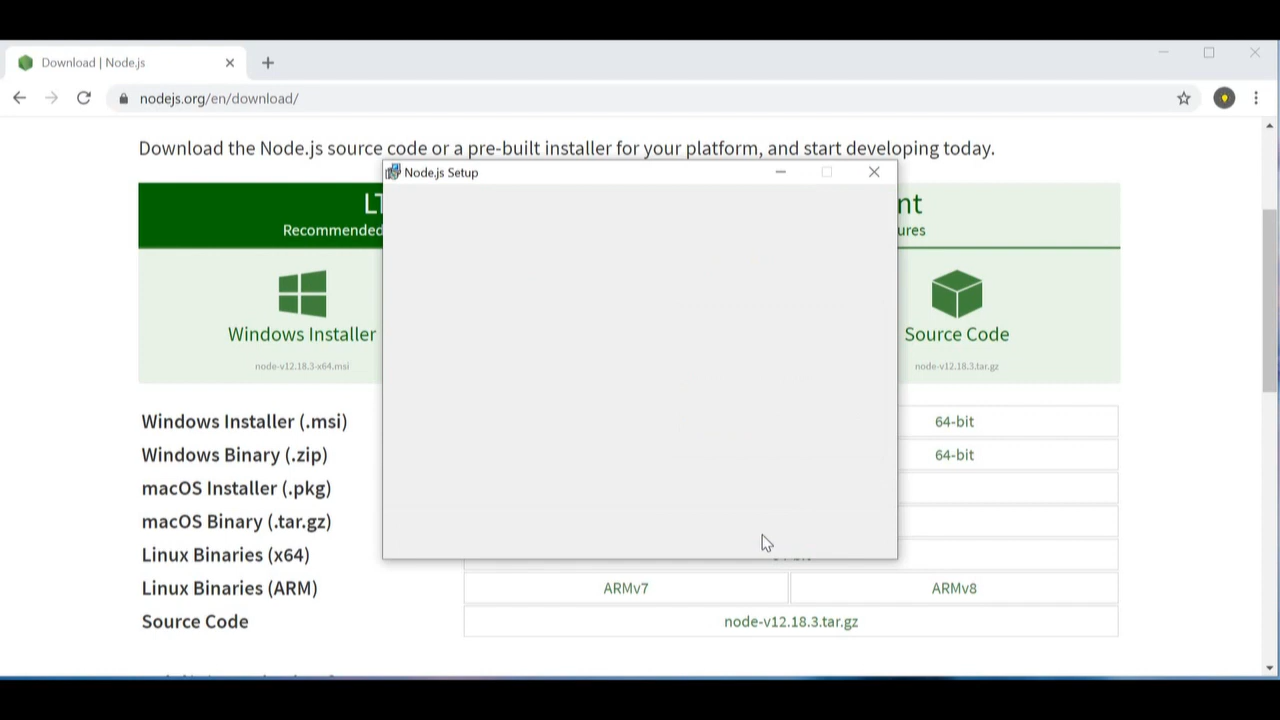 Download | Node.js
nodejs.org/en/download/
Download the Node.js source code or a pre-built installer for your platform, and start developing today.
Node.js Setup
Recommended
Windows Installer
node-v12.18.3-x64.msi
Source Code
node-v12.18.3.tar.gz
Windows Installer (.msi)
64-bit
Windows Binary (.zip)
64-bit
macOS Installer (.pkg)
macOS Binary (.tar.gz)
Linux Binaries (x64)
Linux Binaries (ARM)
ARMv7
ARMv8
Source Code
node-v12.18.3.tar.gz